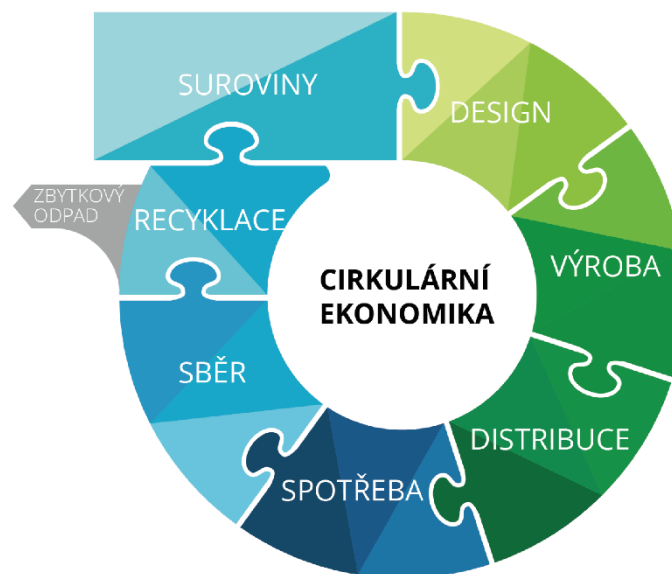 SUROVINY
DESIGN
ZBYTKOVÝ
ODPAD
RECYKLACE
VÝROBA
CIRKULÁRNÍ
EKONOMIKA
SBĚR
DISTRIBUCE
SPOTŘEBA